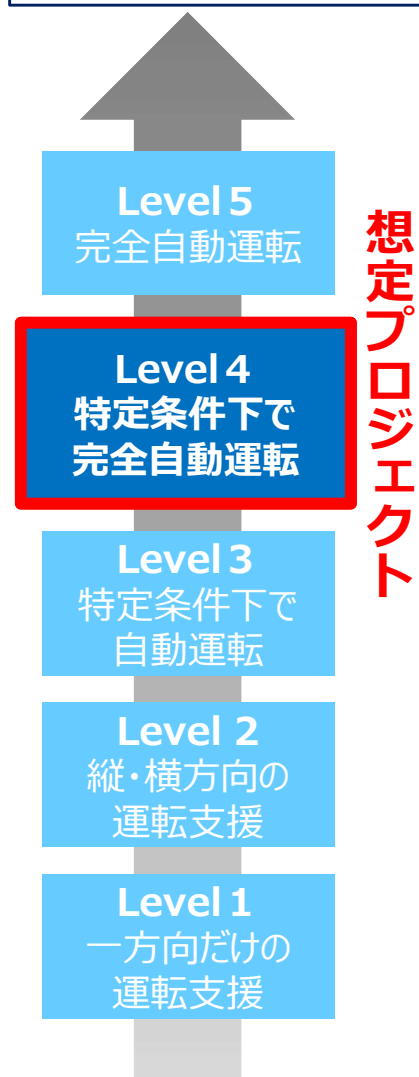 Level 5
完全自動運転
想定プロジェクト
Level 4
特定条件下で
完全自動運転
Level 3
特定条件下で
自動運転
Level 2
縦・横方向の
運転支援
Level 1
一方向だけの
運転支援